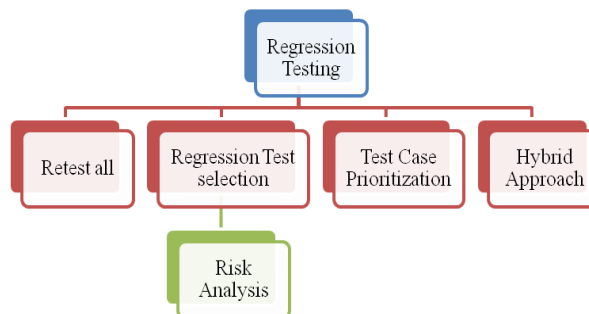 Regression
Testing
Retest all
Regression Test
selection
Test Case
Prioritization
Hybrid
Approach
Risk
Analysis